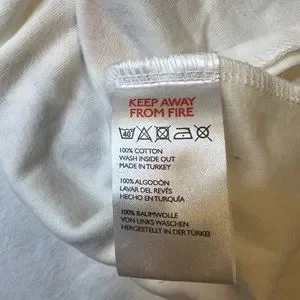 KEEP AWAY
FROM FIRE
40
100% COTTON
WASH INSIDE OUT
MADE IN TURKEY
100% ALGODÓN
LAVAR DEL REVÉS
HECHO EN TURQUÍA
100% BAUMWOLLE
VON LINKS WASCHEN
HERGESTELLT IN DER TÜRKEI